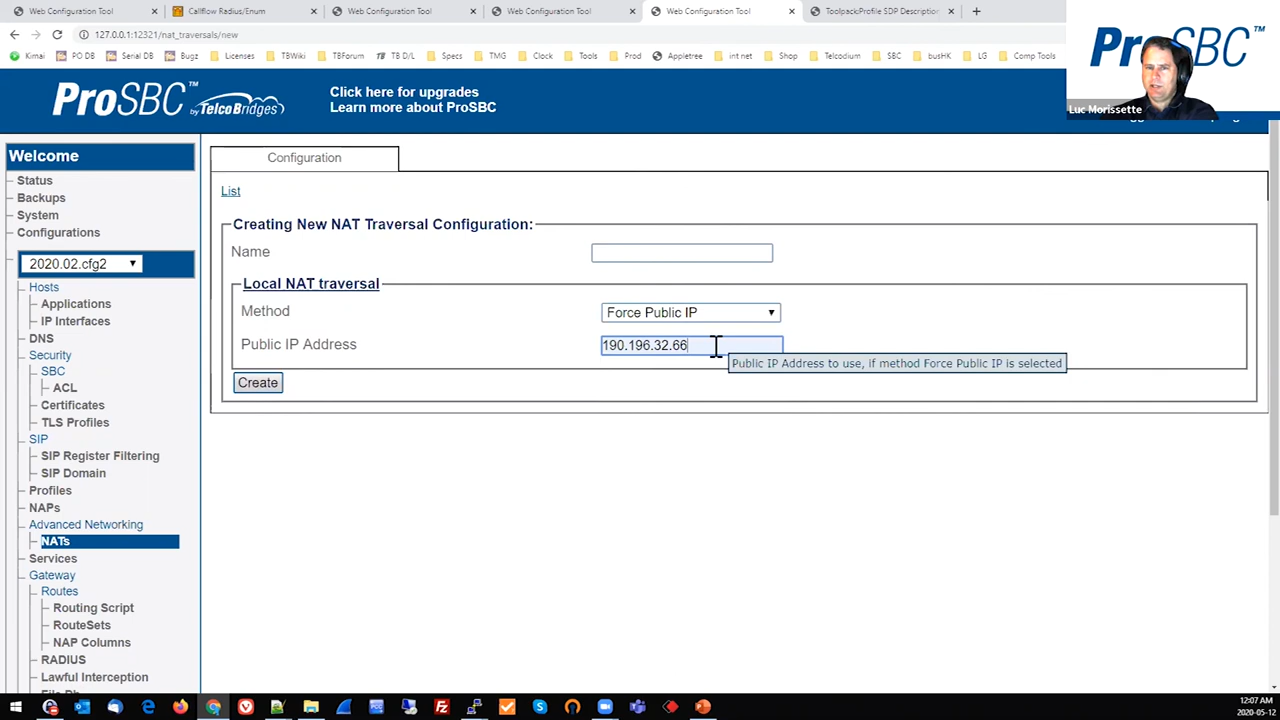 Web Configuration Tool
Callflow Radius/Enum
Web Configuration Tool
Web Configuration Tool
Web Configuration Tool
Toolpack:Profile SDP Description
127.0.0.1:12321/nat_traversals/new
Kimai
PO DB
Serial DB
Bugz
Licenses
TBWiki
TBForum
TB D/L
Specs
TMG
Clock
Tools
Prod
Appletree
int net
Shop
Telcodium
SBC
busHK
LG
Comp Tools
ProSBC™
Luc Morissette
ProSBC™
by TelcoBridges
Click here for upgrades
Learn more about ProSBC
Welcome
Status
Backups
System
Configurations
2020.02.cfg2
Hosts
Applications
IP Interfaces
DNS
Security
SBC
ACL
Certificates
TLS Profiles
SIP
SIP Register Filtering
SIP Domain
Profiles
NAPs
Advanced Networking
NATs
Services
Gateway
Routes
Routing Script
RouteSets
NAP Columns
RADIUS
Lawful Interception
Configuration
List
Creating New NAT Traversal Configuration:
Name
Local NAT traversal
Method
Force Public IP
Public IP Address
190.196.32.66
Public IP Address to use, if method Force Public IP is selected
Create
12:07 AM
2020-05-12